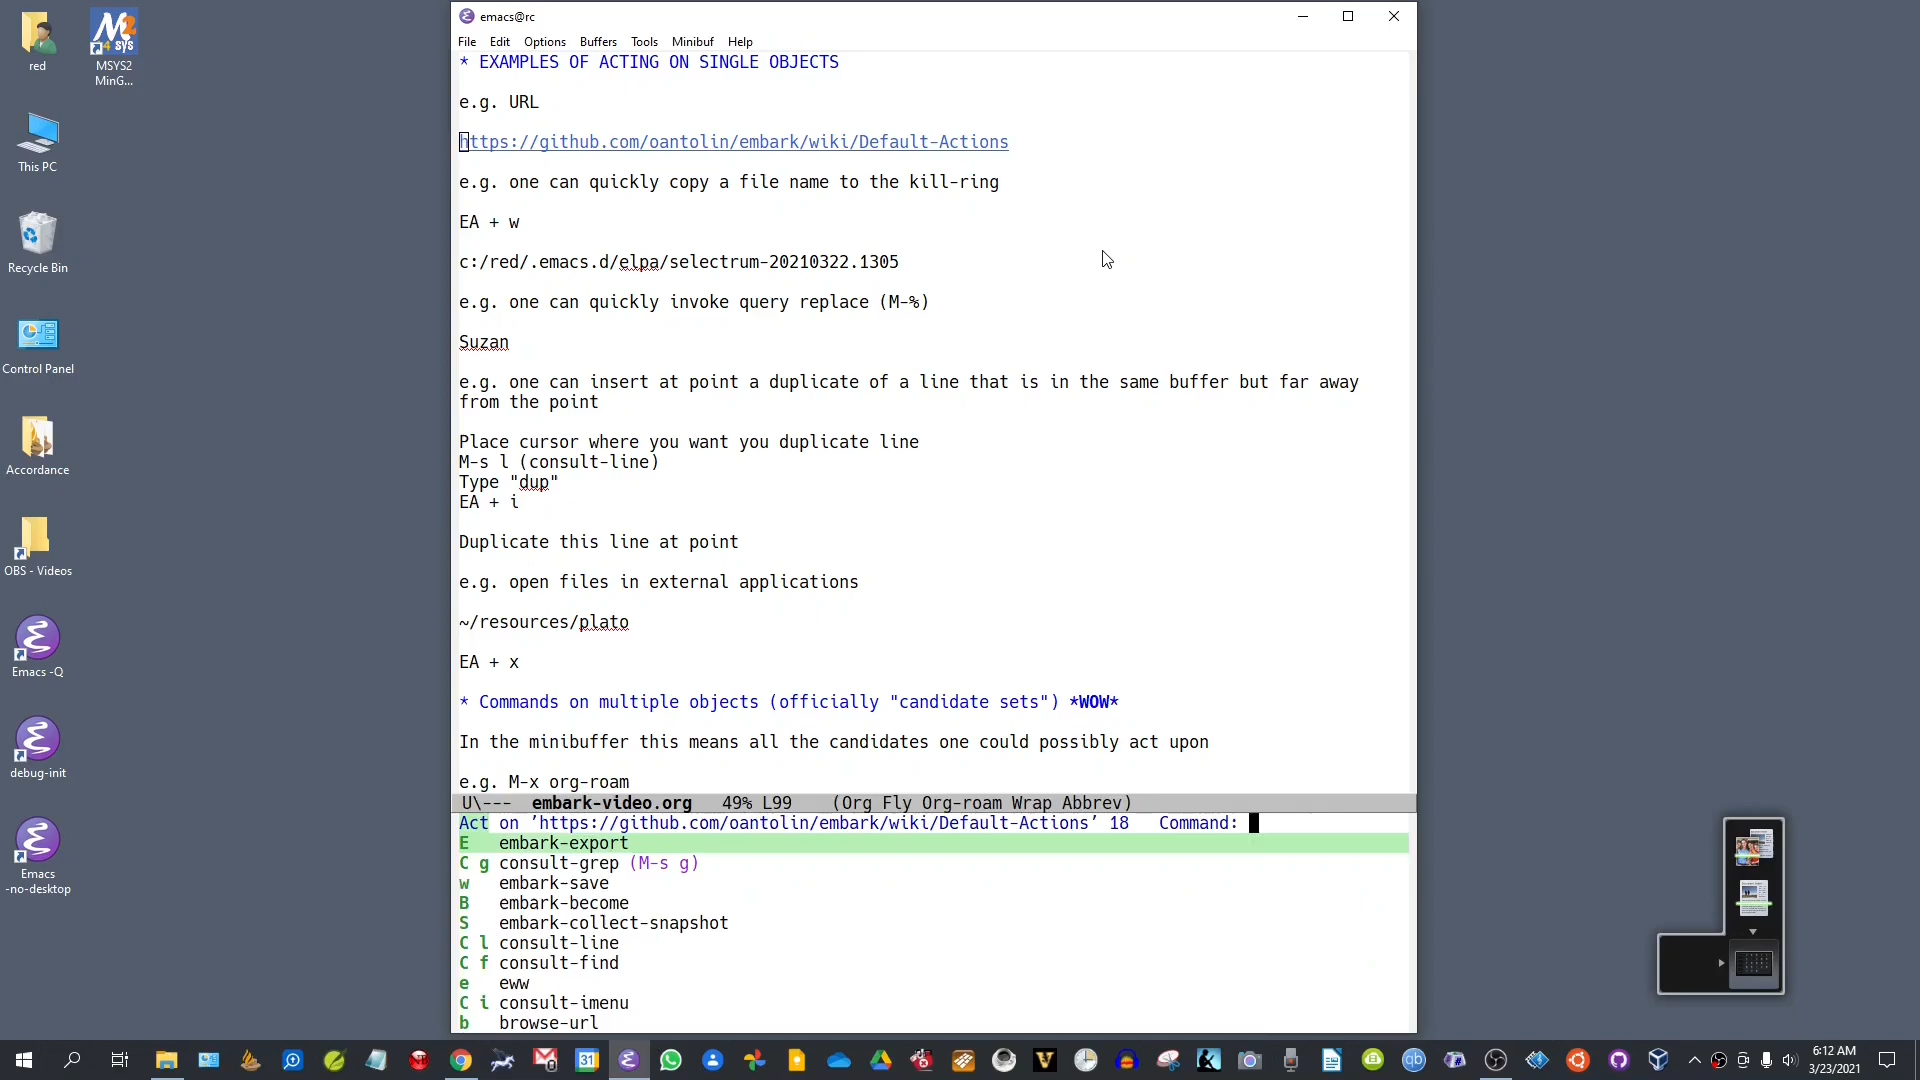 red
MSYS2
MinG...
This PC
Recycle Bin
Control Panel
Accordance
OBS - Videos
Emacs -Q
debug-init
Emacs
-no-desktop
emacs@rc
File Edit Options Buffers Tools Minibuf Help
* EXAMPLES OF ACTING ON SINGLE OBJECTS
e.g. URL
https://github.com/oantolin/embark/wiki/Default-Actions
e.g. one can quickly copy a file name to the kill-ring
EA + w
c:/red/.emacs.d/elpa/selectrum-20210322.1305
e.g. one can quickly invoke query replace (M-%)
Suzan
e.g. one can insert at point a duplicate of a line that is in the same buffer but far away
from the point
Place cursor where you want you duplicate line
M-s l (consult-line)
Type "dup"
EA + i
Duplicate this line at point
e.g. open files in external applications
~/resources/plato
EA + x
* Commands on multiple objects (officially "candidate sets") *WOW*
In the minibuffer this means all the candidates one could possibly act upon
e.g. M-x org-roam
U\--- embark-video.org 49% L99 (Org Fly Org-roam Wrap Abbrev)
Act on ’https://github.com/oantolin/embark/wiki/Default-Actions’ 18 Command:
E embark-export
C g consult-grep (M-s g)
w embark-save
B embark-become
S embark-collect-snapshot
C l consult-line
C f consult-find
e eww
C i consult-imenu
b browse-url
6:12 AM
3/23/2021